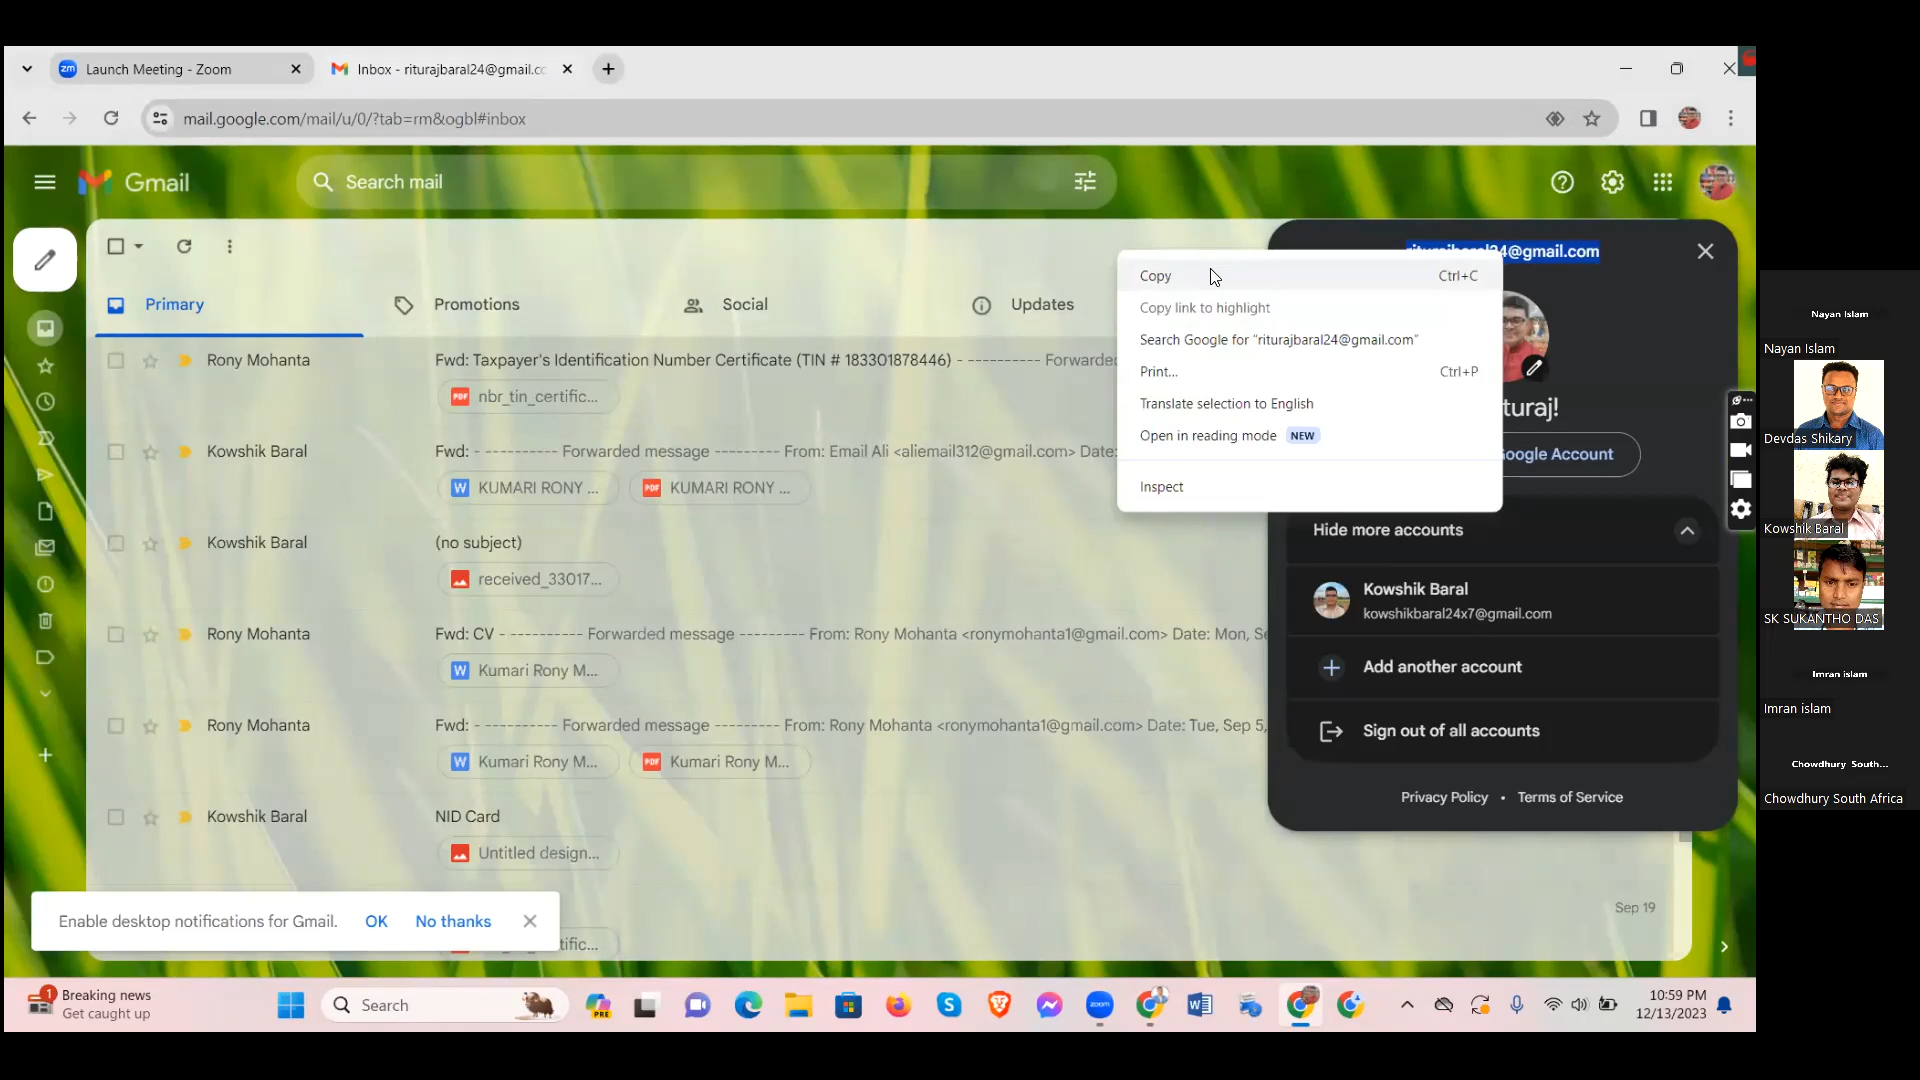 Launch Meeting - Zoom
Inbox - riturajbaral24@gmail.cc
mail.google.com/mail/u/0/?tab=rm&ogbl#inbox
Gmail
Search mail
@gmail.com
Copy Ctrl+C
Copy link to highlight
Search Google for “riturajbaral24@gmail.com”
Print... Ctrl+P
Translate selection to English
Open in reading mode NEW
Inspect
Primary
Promotions
Social
Updates
Rony Mohanta Fwd: Taxpayer's Identification Number Certificate (TIN # 183301878446) - ---------- Forwarde
PDF nbr_tin_certific...
Kowshik Baral Fwd: - ---------- Forwarded message --------- From: Email Ali <aliemail312@gmail.com> Date:
W KUMARI RONY ... PDF KUMARI RONY ...
Kowshik Baral (no subject)
received_33017...
Rony Mohanta Fwd: CV - ---------- Forwarded message --------- From: Rony Mohanta <ronymohanta1@gmail.com> Date: Mon, Se
W Kumari Rony M...
Rony Mohanta Fwd: - ---------- Forwarded message --------- From: Rony Mohanta <ronymohanta1@gmail.com> Date: Tue, Sep 5,
W Kumari Rony M... PDF Kumari Rony M...
Kowshik Baral NID Card
Untitled design...
Sep 19
tific...
Enable desktop notifications for Gmail. OK No thanks
turaj!
Google Account
Hide more accounts
Kowshik Baral
kowshikbaral24x7@gmail.com
Add another account
Sign out of all accounts
Privacy Policy • Terms of Service
Nayan Islam
Nayan Islam
Devdas Shikary
Kowshik Baral
SK SUKANTHO DAS
Imran islam
Imran islam
Chowdhury South...
Chowdhury South Africa
1
Breaking news
Get caught up
Search
PRE
zoom
10:59 PM
12/13/2023